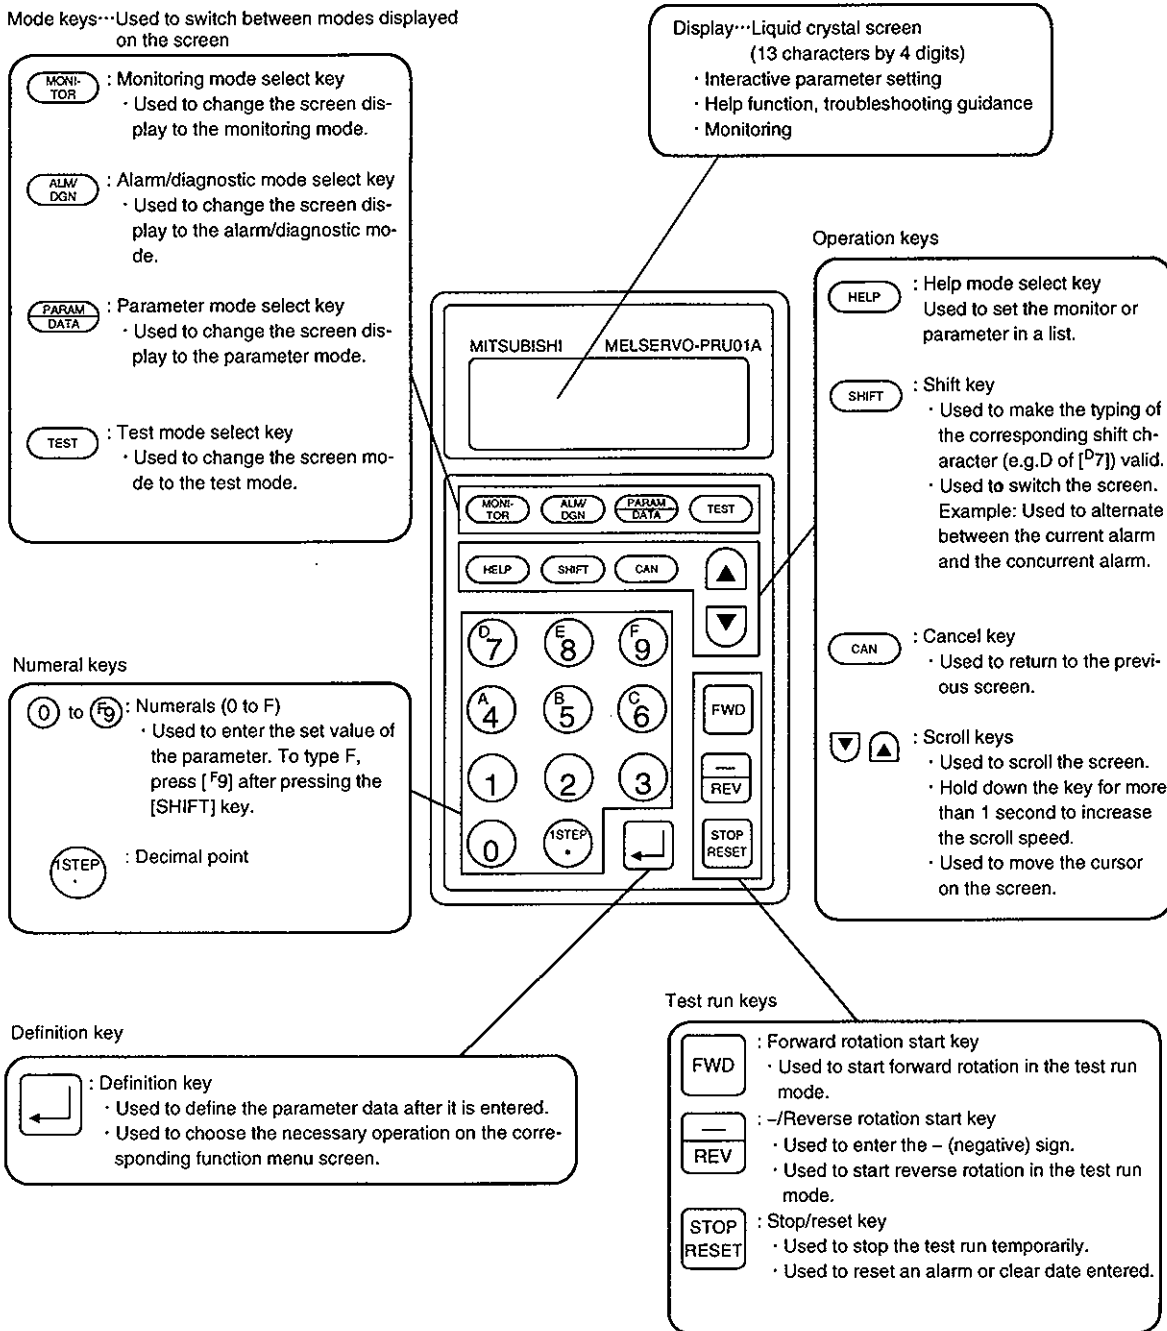 Mode keys···Used to switch between modes displayed
on the screen
MONI-
TOR
: Monitoring mode select key
· Used to change the screen dis-
play to the monitoring mode.
ALM/
DGN
: Alarm/diagnostic mode select key
· Used to change the screen dis-
play to the alarm/diagnostic mo-
de.
PARAM
DATA
: Parameter mode select key
· Used to change the screen dis-
play to the parameter mode.
TEST
: Test mode select key
· Used to change the screen mo-
de to the test mode.
Display···Liquid crystal screen
(13 characters by 4 digits)
· Interactive parameter setting
· Help function, troubleshooting guidance
· Monitoring
Operation keys
HELP
: Help mode select key
Used to set the monitor or
parameter in a list.
SHIFT
: Shift key
· Used to make the typing of
the corresponding shift ch-
aracter (e.g.D of [D7]) valid.
· Used to switch the screen.
Example: Used to alternate
between the current alarm
and the concurrent alarm.
CAN
: Cancel key
· Used to return to the previ-
ous screen.
▼ ▲ : Scroll keys
· Used to scroll the screen.
· Hold down the key for more
than 1 second to increase
the scroll speed.
· Used to move the cursor
on the screen.
MITSUBISHI MELSERVO-PRU01A
MONI-
TOR
ALM/
DGN
PARAM
DATA
TEST
HELP SHIFT CAN ▲
▼
D7 E8 F9
A4 B5 C6 FWD
1 2 3
—
REV
0
1STEP
·
STOP
RESET
Numeral keys
0 to F9 : Numerals (0 to F)
· Used to enter the set value of
the parameter. To type F,
press [F9] after pressing the
[SHIFT] key.
1STEP
·
: Decimal point
Definition key
: Definition key
· Used to define the parameter data after it is entered.
· Used to choose the necessary operation on the corre-
sponding function menu screen.
Test run keys
FWD
: Forward rotation start key
· Used to start forward rotation in the test run
mode.
—
REV
: –/Reverse rotation start key
· Used to enter the – (negative) sign.
· Used to start reverse rotation in the test run
mode.
STOP
RESET
: Stop/reset key
· Used to stop the test run temporarily.
· Used to reset an alarm or clear date entered.